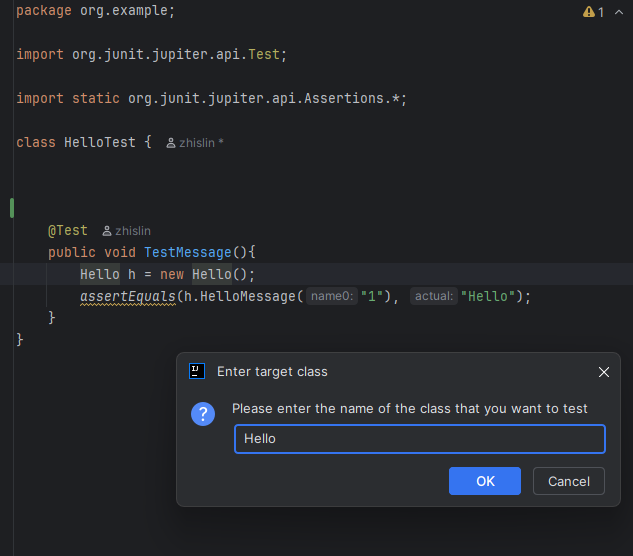 package org.example;
1
import org.junit.jupiter.api.Test;
import static org.junit.jupiter.api.Assertions.*;
class HelloTest { zhislin *
@Test zhislin
public void TestMessage(){
Hello h = new Hello();
assertEquals(h.HelloMessage( name0: "1"), actual: "Hello");
}
}
IJ Enter target class
? Please enter the name of the class that you want to test
Hello
OK Cancel